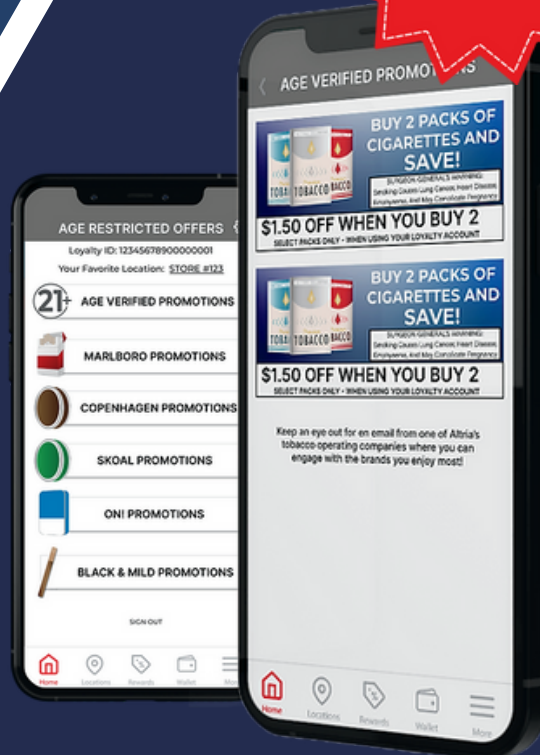 AGE RESTRICTED OFFERS
Loyalty ID: 12345678900000001
Your Favorite Location: STORE #123
21+
AGE VERIFIED PROMOTIONS
MARLBORO PROMOTIONS
COPENHAGEN PROMOTIONS
SKOAL PROMOTIONS
ON! PROMOTIONS
BLACK & MILD PROMOTIONS
SIGN OUT
Home
Locations
Rewards
Wallet
More
AGE VERIFIED PROMOTIONS
BUY 2 PACKS OF
CIGARETTES AND
SAVE!
SURGEON GENERAL'S WARNING:
Smoking Causes Lung Cancer, Heart Disease,
Emphysema, And May Complicate Pregnancy
TOBACCO
$1.50 OFF WHEN YOU BUY 2
SELECT PACKS ONLY - WHEN USING YOUR LOYALTY ACCOUNT
BUY 2 PACKS OF
CIGARETTES AND
SAVE!
SURGEON GENERAL'S WARNING:
Smoking Causes Lung Cancer, Heart Disease,
Emphysema, And May Complicate Pregnancy
TOBACCO
$1.50 OFF WHEN YOU BUY 2
SELECT PACKS ONLY - WHEN USING YOUR LOYALTY ACCOUNT
Keep an eye out for en email from one of Altria's
tobacco operating companies where you can
engage with the brands you enjoy most!
Home
Locations
Rewards
Wallet
More